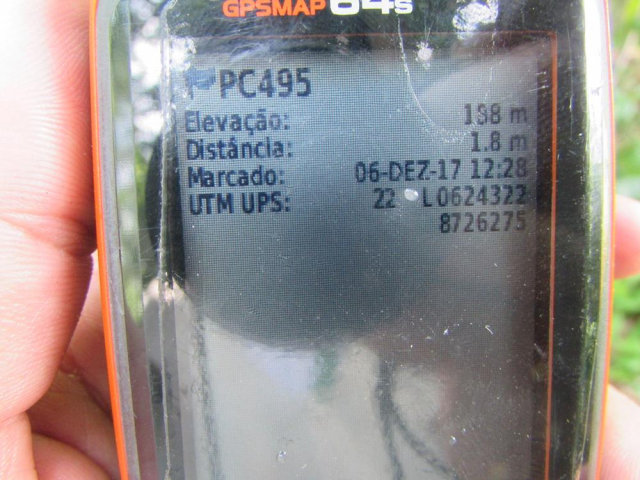 GPSMAP 64s
PC495
Elevação: 138 m
Distância: 1.8 m
Marcado: 06-DEZ-17 12:28
UTM UPS: 22 L 0624322
8726275